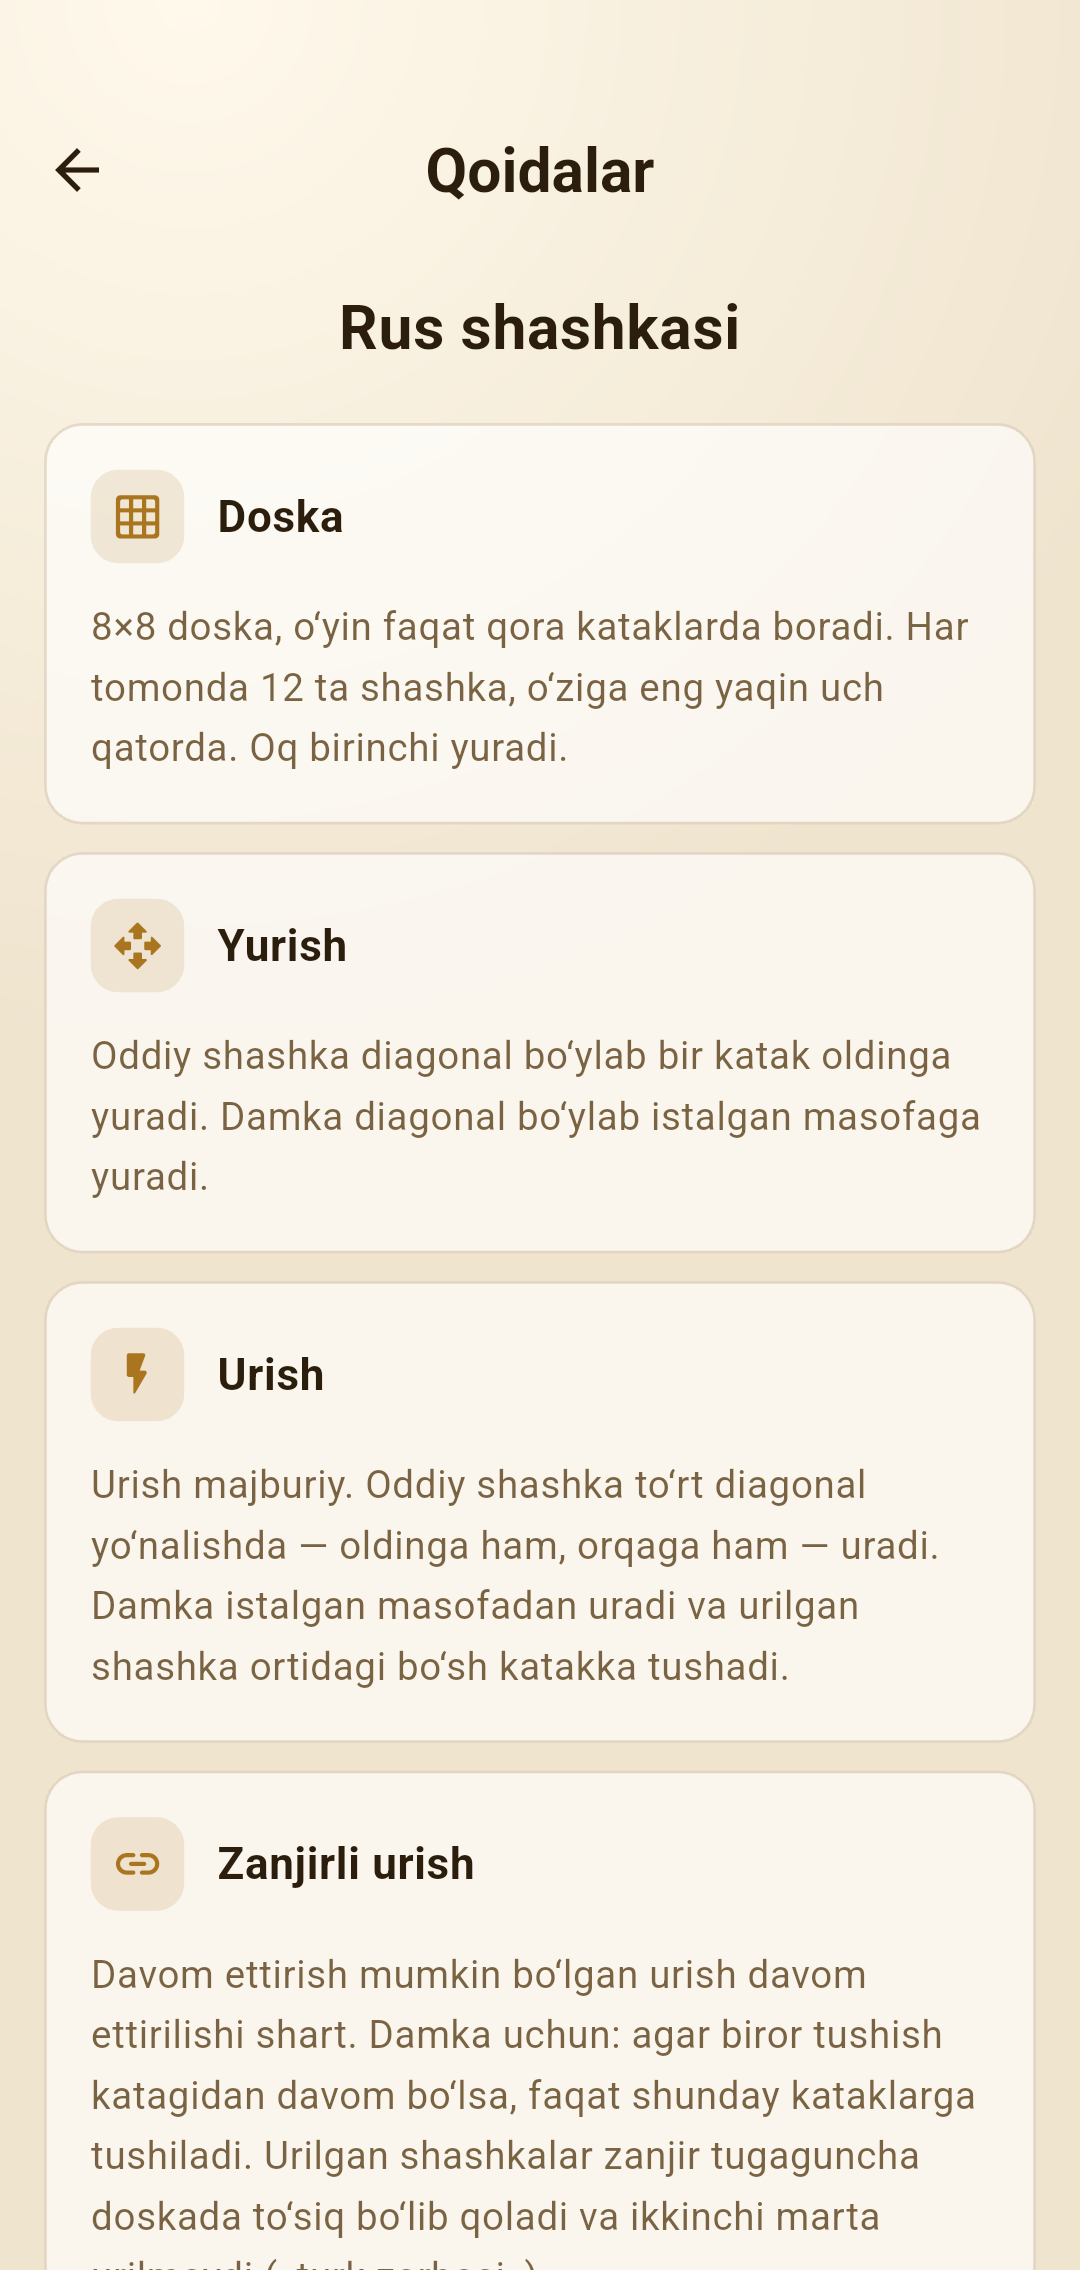 Qoidalar
Rus shashkasi
Doska
8×8 doska, o‘yin faqat qora kataklarda boradi. Har
tomonda 12 ta shashka, o‘ziga eng yaqin uch
qatorda. Oq birinchi yuradi.
Yurish
Oddiy shashka diagonal bo‘ylab bir katak oldinga
yuradi. Damka diagonal bo‘ylab istalgan masofaga
yuradi.
Urish
Urish majburiy. Oddiy shashka to‘rt diagonal
yo‘nalishda — oldinga ham, orqaga ham — uradi.
Damka istalgan masofadan uradi va urilgan
shashka ortidagi bo‘sh katakka tushadi.
Zanjirli urish
Davom ettirish mumkin bo‘lgan urish davom
ettirilishi shart. Damka uchun: agar biror tushish
katagidan davom bo‘lsa, faqat shunday kataklarga
tushiladi. Urilgan shashkalar zanjir tugaguncha
doskada to‘siq bo‘lib qoladi va ikkinchi marta